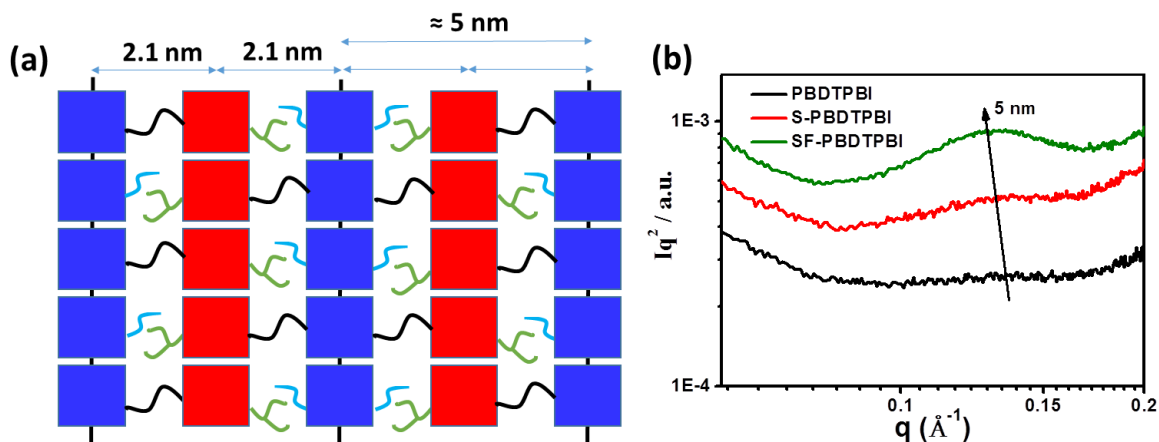 (a)
2.1 nm
2.1 nm
≈ 5 nm
(b)
PBDTPBI
S-PBDTPBI
SF-PBDTPBI
5 nm
1E-3
1E-4
Iq² / a.u.
0.1
0.15
0.2
q (Å⁻¹)